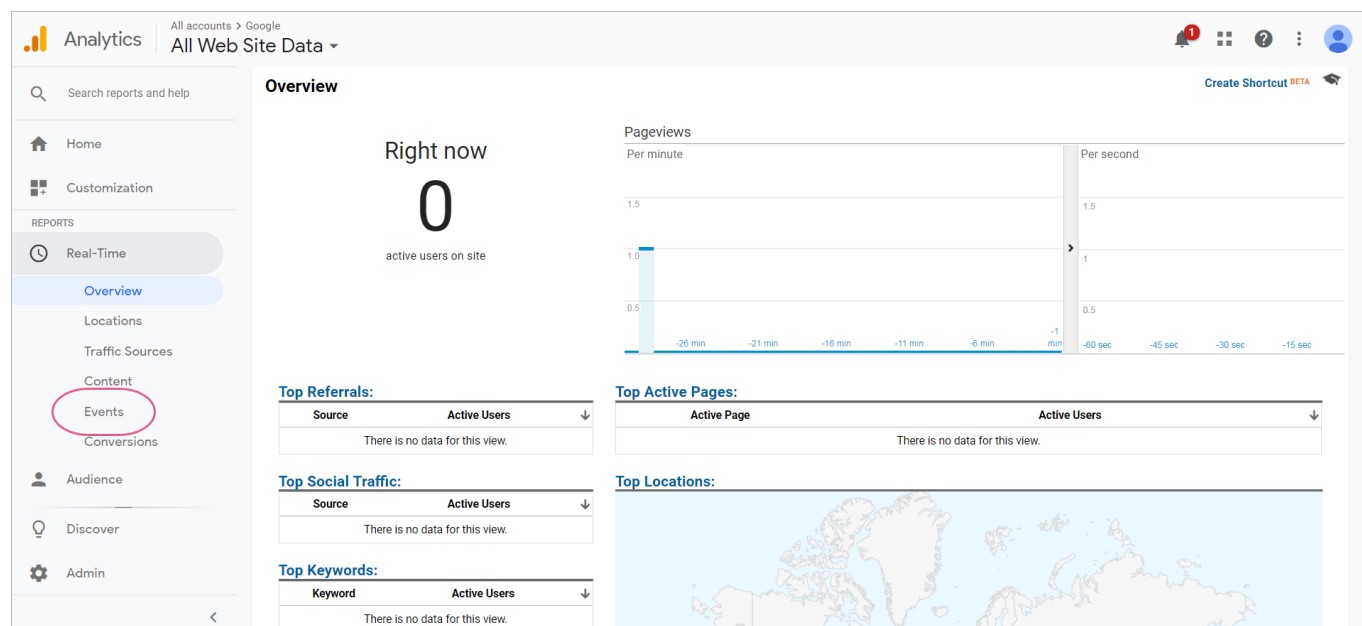 All accounts > Google
Analytics
All Web Site Data
1
Search reports and help
Home
Customization
REPORTS
Real-Time
Overview
Locations
Traffic Sources
Content
Events
Conversions
Audience
Discover
Admin
Overview
Create Shortcut BETA
Right now
0
active users on site
Pageviews
Per minute
1.5
1.0
0.5
-26 min
-21 min
-16 min
-11 min
-6 min
-1
min
Per second
1.5
1
0.5
-60 sec
-45 sec
-30 sec
-15 sec
Top Referrals:
Source Active Users
There is no data for this view.
Top Active Pages:
Active Page Active Users
There is no data for this view.
Top Social Traffic:
Source Active Users
There is no data for this view.
Top Locations:
Top Keywords:
Keyword Active Users
There is no data for this view.